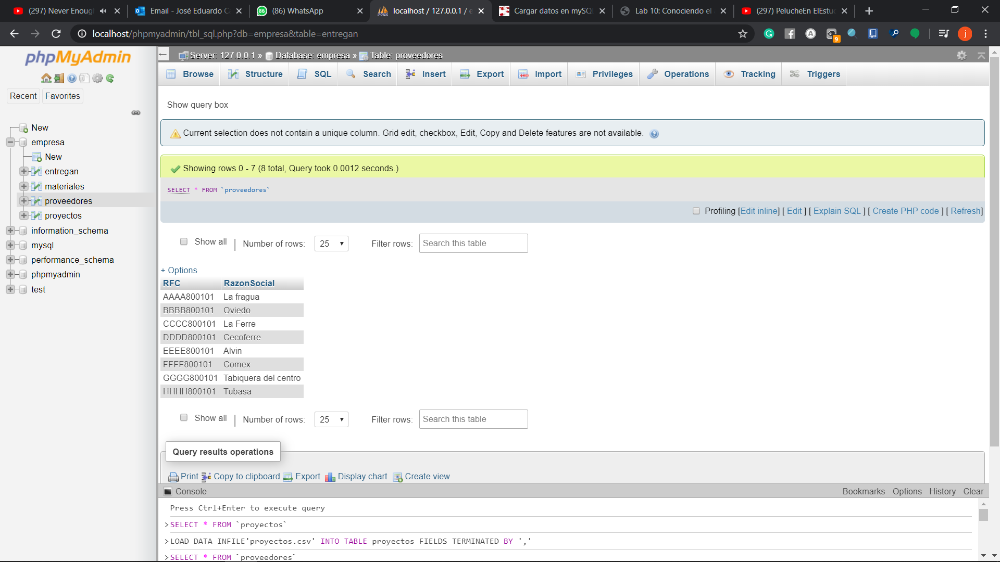 (297) Never Enoug
Email - José Eduardo C
(86) WhatsApp
localhost / 127.0.0.1 / e
Cargar datos en mySQ
Lab 10: Conociendo el
(297) PelucheEn ElEstu
localhost/phpmyadmin/tbl_sql.php?db=empresa&table=entregan
9
j
phpMyAdmin
Recent
Favorites
New
empresa
New
entregan
materiales
proveedores
proyectos
information_schema
mysql
performance_schema
phpmyadmin
test
Server: 127.0.0.1 » Database: empresa » Table: proveedores
Browse
Structure
SQL
Search
Insert
Export
Import
Privileges
Operations
Tracking
Triggers
Show query box
Current selection does not contain a unique column. Grid edit, checkbox, Edit, Copy and Delete features are not available.
Showing rows 0 - 7 (8 total, Query took 0.0012 seconds.)
SELECT * FROM `proveedores`
Profiling [Edit inline] [ Edit ] [ Explain SQL ] [ Create PHP code ] [ Refresh]
Show all | Number of rows: 25 Filter rows: Search this table
+ Options
RFC RazonSocial
AAAA800101 La fragua
BBBB800101 Oviedo
CCCC800101 La Ferre
DDDD800101 Cecoferre
EEEE800101 Alvin
FFFF800101 Comex
GGGG800101 Tabiquera del centro
HHHH800101 Tubasa
Show all | Number of rows: 25 Filter rows: Search this table
Query results operations
Print Copy to clipboard Export Display chart Create view
Console
Bookmarks Options History Clear
Press Ctrl+Enter to execute query
>SELECT * FROM `proyectos`
>LOAD DATA INFILE'proyectos.csv' INTO TABLE proyectos FIELDS TERMINATED BY ','
>SELECT * FROM `proveedores`